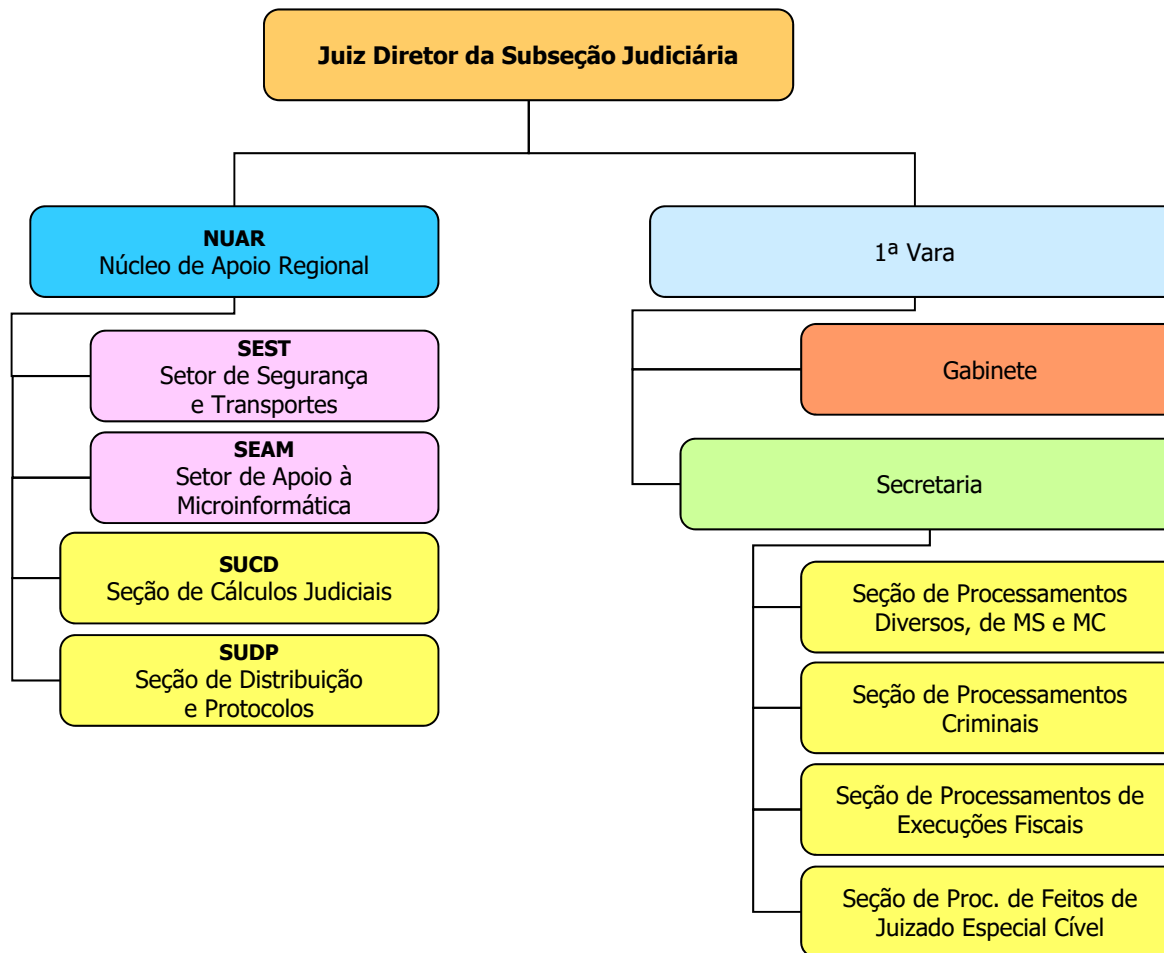 Juiz Diretor da Subseção Judiciária
NUAR
Núcleo de Apoio Regional
SEST
Setor de Segurança
e Transportes
SEAM
Setor de Apoio à
Microinformática
SUCD
Seção de Cálculos Judiciais
SUDP
Seção de Distribuição
e Protocolos
1ª Vara
Gabinete
Secretaria
Seção de Processamentos
Diversos, de MS e MC
Seção de Processamentos
Criminais
Seção de Processamentos de
Execuções Fiscais
Seção de Proc. de Feitos de
Juizado Especial Cível